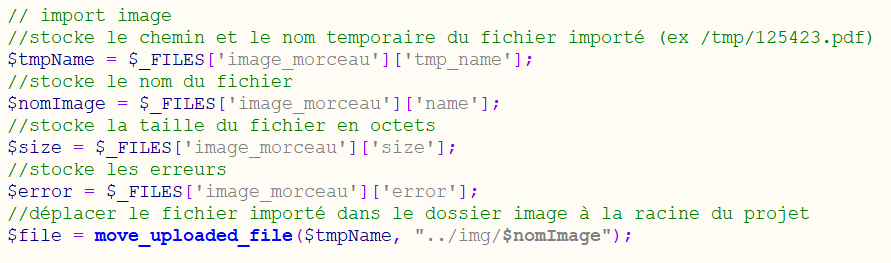 // import image
//stocke le chemin et le nom temporaire du fichier importé (ex /tmp/125423.pdf)
$tmpName = $_FILES['image_morceau']['tmp_name'];
//stocke le nom du fichier
$nomImage = $_FILES['image_morceau']['name'];
//stocke la taille du fichier en octets
$size = $_FILES['image_morceau']['size'];
//stocke les erreurs
$error = $_FILES['image_morceau']['error'];
//déplacer le fichier importé dans le dossier image à la racine du projet
$file = move_uploaded_file($tmpName, "../img/$nomImage");